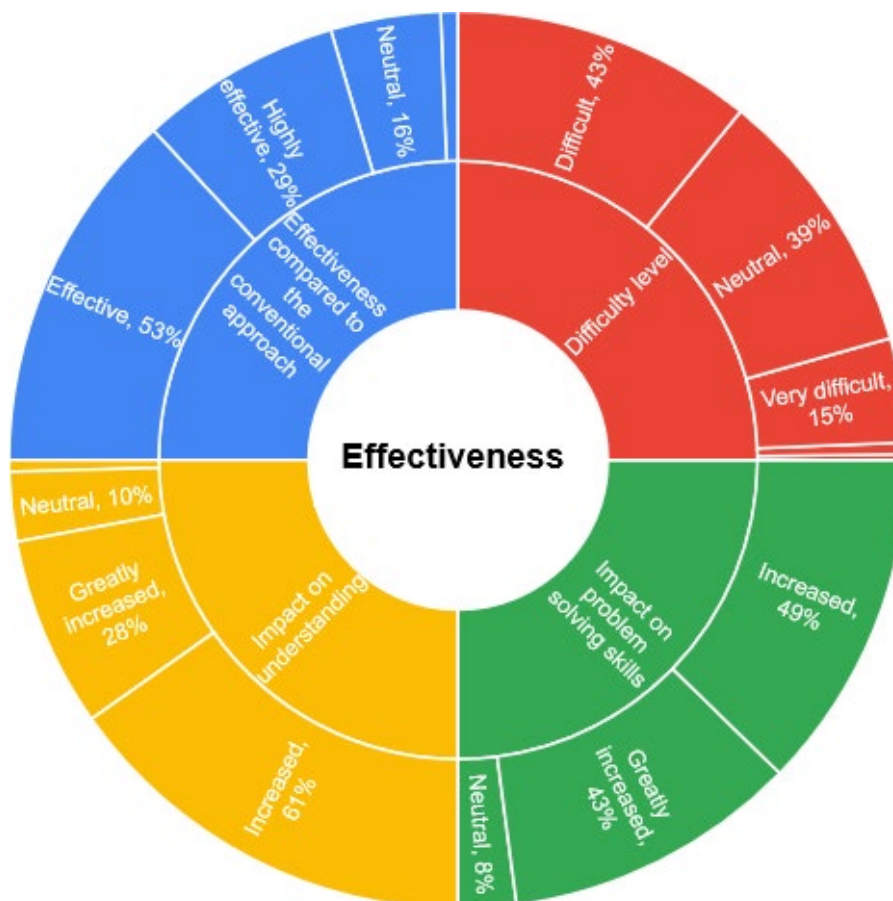 Effectiveness
Difficulty level
Difficult, 43%
Neutral, 39%
Very difficult,
15%
Impact on
problem
solving skills
Increased,
49%
Greatly
increased,
43%
Neutral, 8%
Impact on
understanding
Increased,
61%
Greatly
increased,
28%
Neutral, 10%
Effectiveness
compared to
the
conventional
approach
Effective, 53%
Highly
effective, 29%
Neutral, 16%